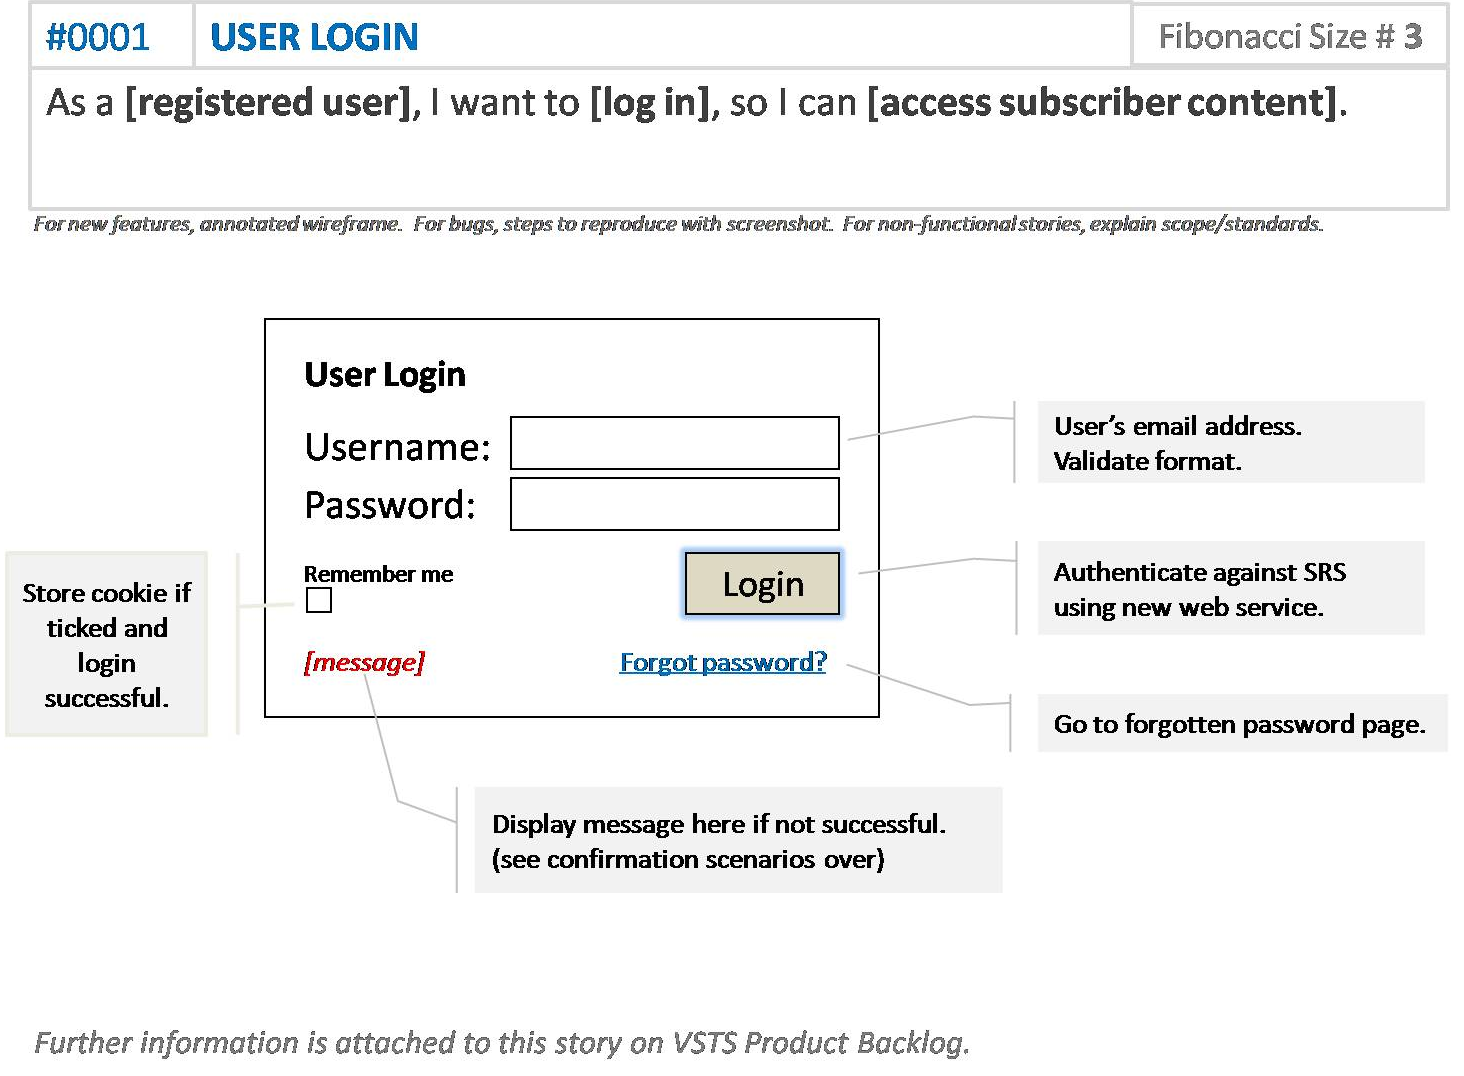 #0001 USER LOGIN Fibonacci Size # 3
As a [registered user], I want to [log in], so I can [access subscriber content].
For new features, annotated wireframe.  For bugs, steps to reproduce with screenshot.  For non-functional stories, explain scope/standards.
User Login
Username:
Password:
Remember me
Login
[message]
Forgot password?
User’s email address.
Validate format.
Authenticate against SRS
using new web service.
Go to forgotten password page.
Store cookie if
ticked and
login
successful.
Display message here if not successful.
(see confirmation scenarios over)
Further information is attached to this story on VSTS Product Backlog.